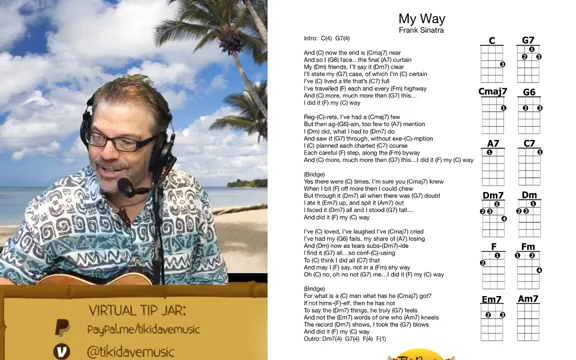 My Way
Frank Sinatra
Intro: C(4) G7(4)
And (C) now the end is (Cmaj7) near
And so I (G6) face…the final (A7) curtain
My (Dm) friends, I'll say it (Dm7) clear
I'll state my (G7) case, of which I'm (C) certain
I've (C) lived a life that's (C7) full
I've travelled (F) each and every (Fm) highway
And (C) more, much more then (G7) this…
I did it (F) my (C) way
Reg-(C)-rets, I've had a (Cmaj7) few
But then ag-(G6)-ain, too few to (A7) mention
I (Dm) did, what I had to (Dm7) do
And saw it (G7) through, without exe-(C)-mption
I (C) planned each charted (C7) course
Each careful (F) step, along the (Fm) byway
And (C) more, much more then (G7) this…I did it (F) my (C) way
(Bridge)
Yes there were (C) times, I'm sure you (Cmaj7) knew
When I bit (F) off more then I could chew
But through it (Dm7) all when there was (G7) doubt
I ate it (Em7) up, and spit it (Am7) out
I faced it (Dm7) all and I stood (G7) tall…
And did it (F) my (C) way
I've (C) loved, I've laughed I've (Cmaj7) cried
I've had my (G6) fails, my share of (A7) losing
And (Dm) now as tears subs-(Dm7)-ide
I find it (G7) all…so conf-(C)-using
To (C) think I did all (C7) that
And may I (F) say, not in a (Fm) shy way
Oh (C) no, oh no not (G7) me…I did it (F) my (C) way
(Bridge)
For what is a (C) man what has he (Cmaj7) got?
If not hims-(F)-elf, then he has not
To say the (Dm7) things, he truly (G7) feels
And not the (Em7) words of one who (Am7) kneels
The record (Dm7) shows, I took the (G7) blows
And did it (F) my (C) way
Outro: Dm7(4) G7(4) F(4) F(1)
C G7
Cmaj7 G6
A7 C7
Dm7 Dm
F Fm
Em7 Am7
VIRTUAL TIP JAR:
PayPal.me/tikidavemusic
@tikidavemusic